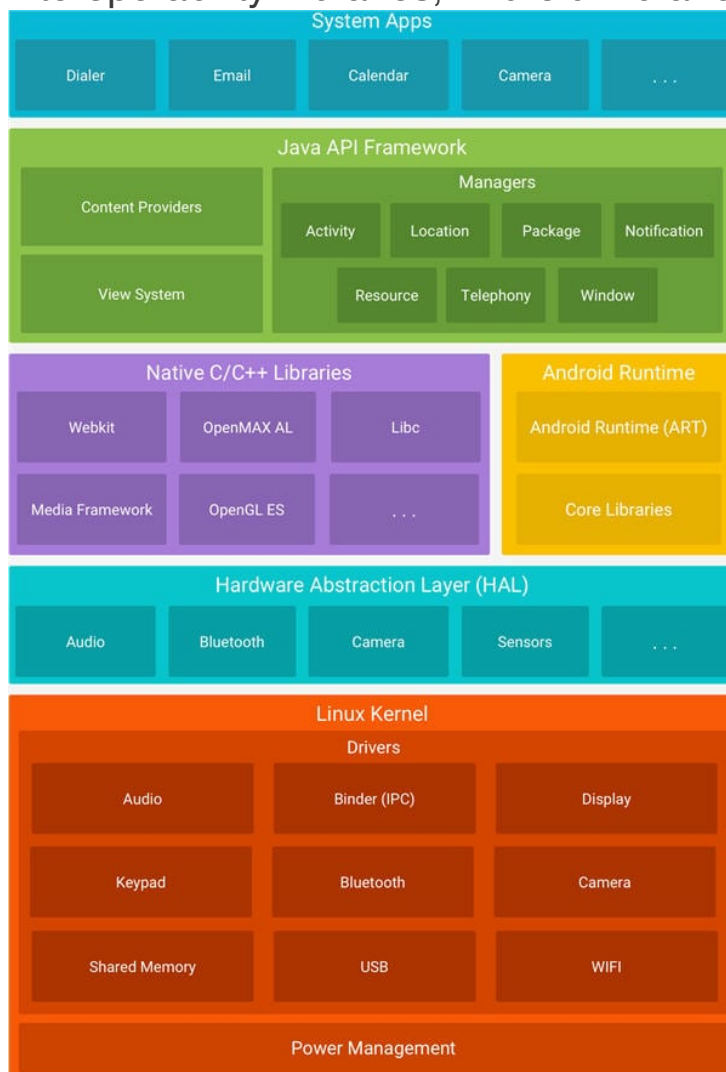 System Apps
Dialer Email Calendar Camera . . .
Java API Framework
Content Providers
View System
Managers
Activity Location Package Notification
Resource Telephony Window
Native C/C++ Libraries
Webkit OpenMAX AL Libc
Media Framework OpenGL ES . . .
Android Runtime
Android Runtime (ART)
Core Libraries
Hardware Abstraction Layer (HAL)
Audio Bluetooth Camera Sensors . . .
Linux Kernel
Drivers
Audio Binder (IPC) Display
Keypad Bluetooth Camera
Shared Memory USB WIFI
Power Management